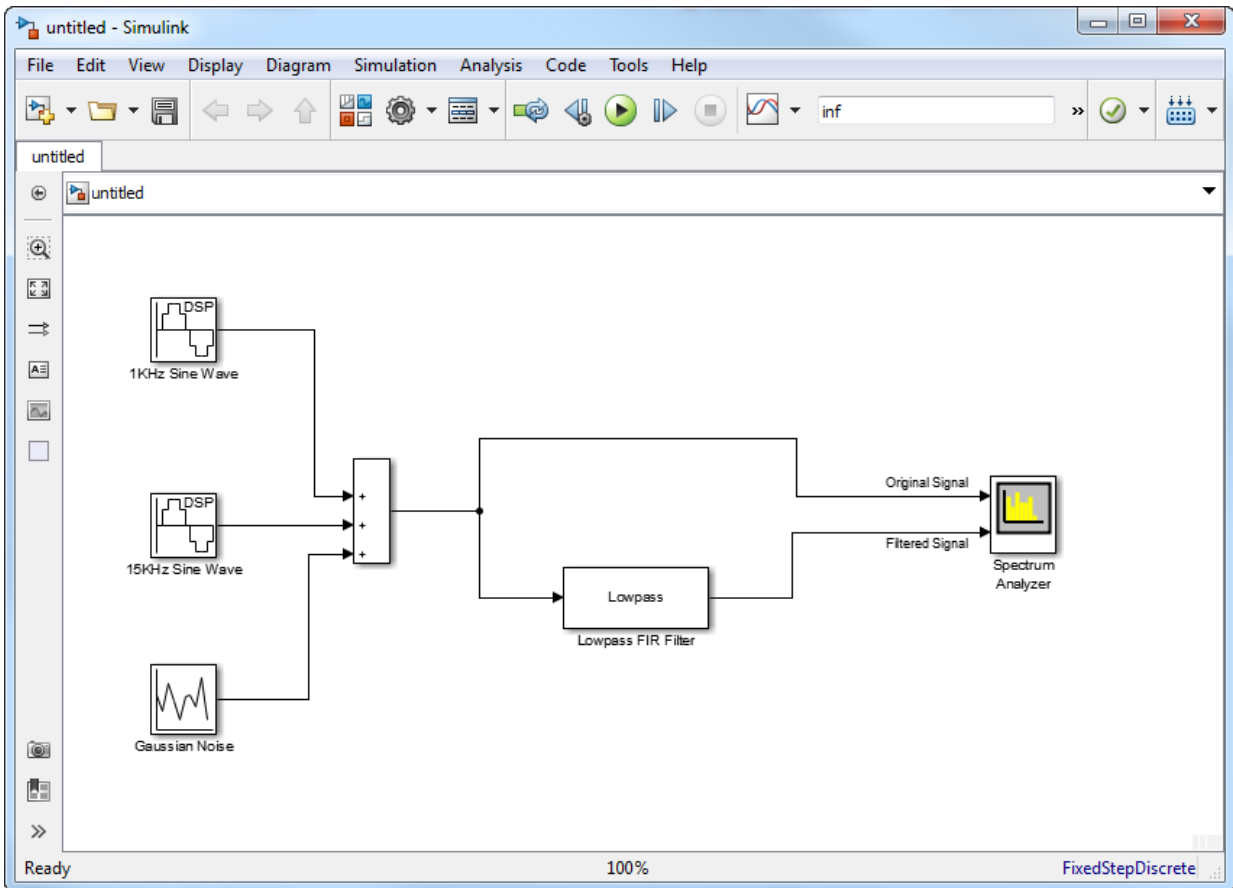 untitled - Simulink
File Edit View Display Diagram Simulation Analysis Code Tools Help
inf
untitled
untitled
DSP
1KHz Sine Wave
DSP
15KHz Sine Wave
+
+
+
Gaussian Noise
Lowpass
Lowpass FIR Filter
Original Signal
Filtered Signal
Spectrum
Analyzer
Ready 100% FixedStepDiscrete